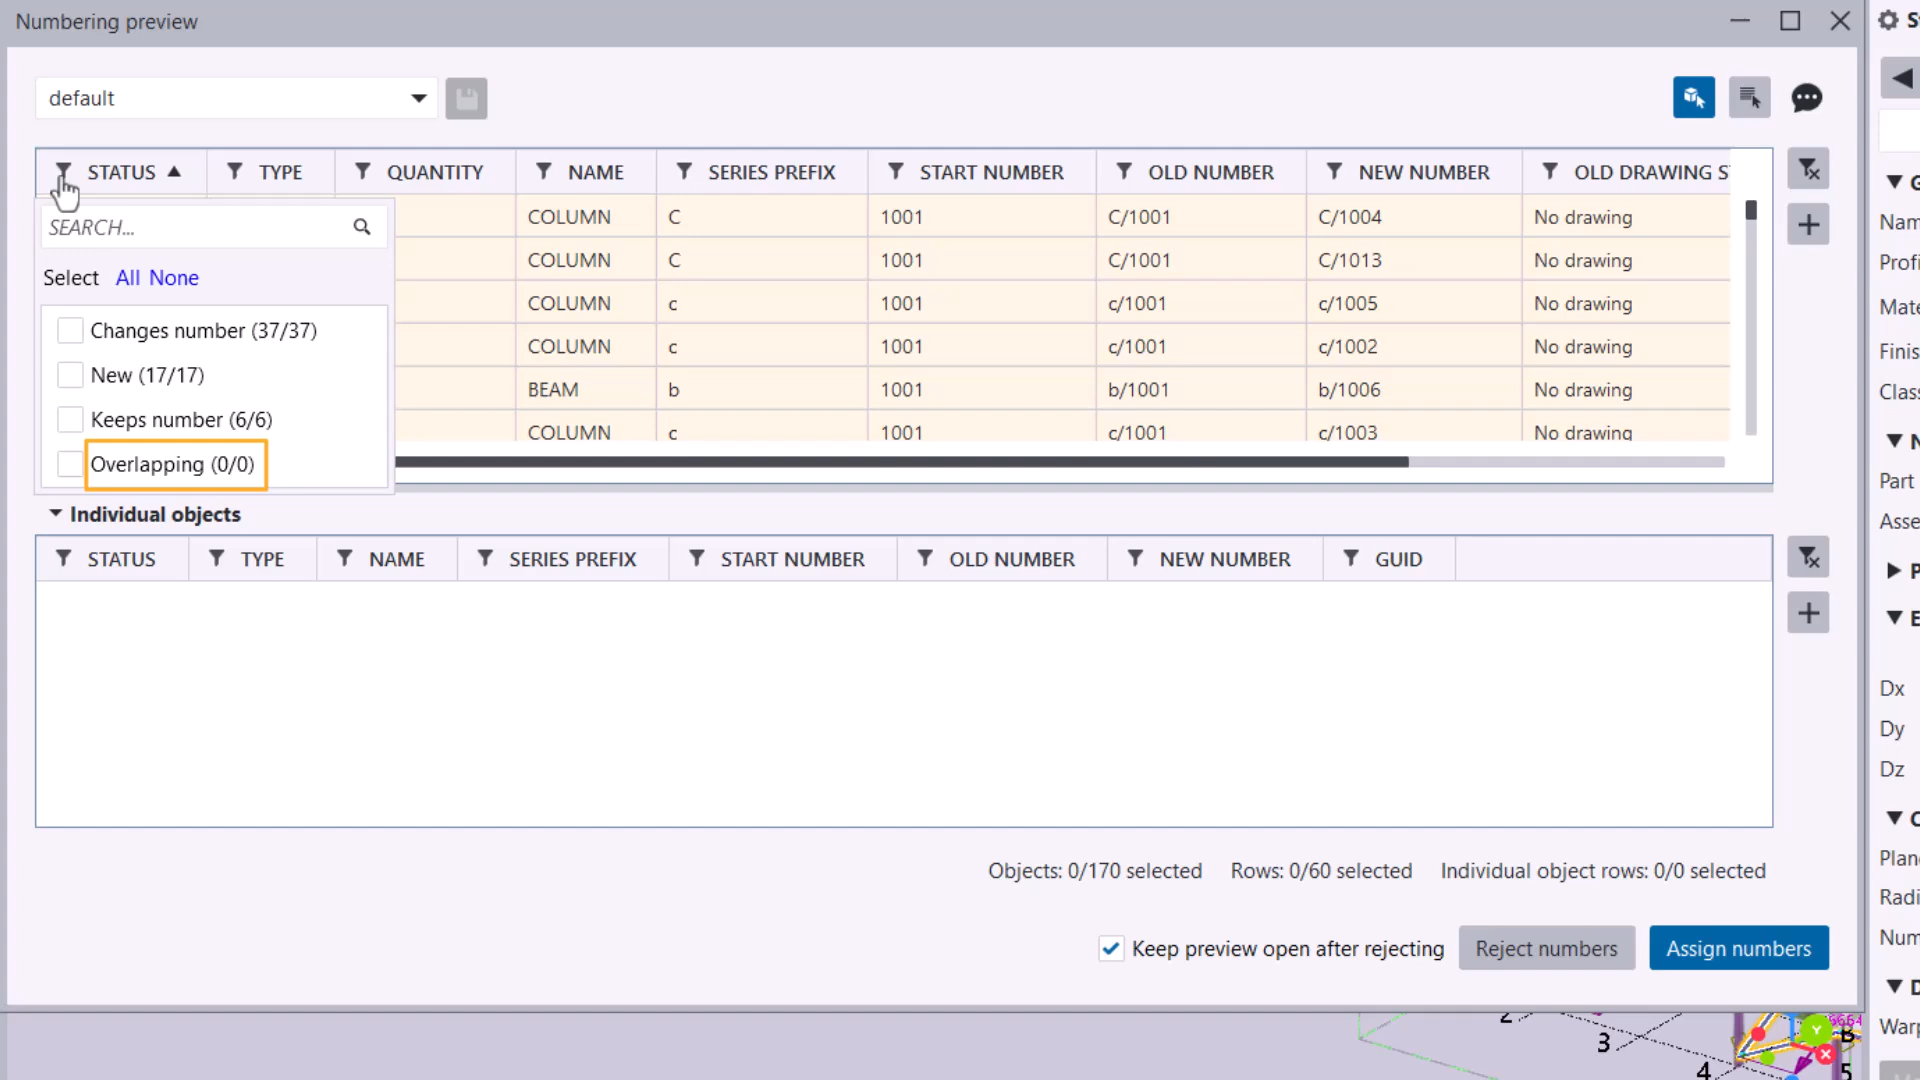 Numbering preview
default
STATUS TYPE QUANTITY NAME SERIES PREFIX START NUMBER OLD NUMBER NEW NUMBER OLD DRAWING S
SEARCH...
Select All None
Changes number (37/37)
New (17/17)
Keeps number (6/6)
Overlapping (0/0)
COLUMN C 1001 C/1001 C/1004 No drawing
COLUMN C 1001 C/1001 C/1013 No drawing
COLUMN c 1001 c/1001 c/1005 No drawing
COLUMN c 1001 c/1001 c/1002 No drawing
BEAM b 1001 b/1001 b/1006 No drawing
COLUMN c 1001 c/1001 c/1003 No drawing
Individual objects
STATUS TYPE NAME SERIES PREFIX START NUMBER OLD NUMBER NEW NUMBER GUID
Objects: 0/170 selected Rows: 0/60 selected Individual object rows: 0/0 selected
Keep preview open after rejecting Reject numbers Assign numbers
Part
Dx
Dy
Dz
2
3
4
5
B
Y
X